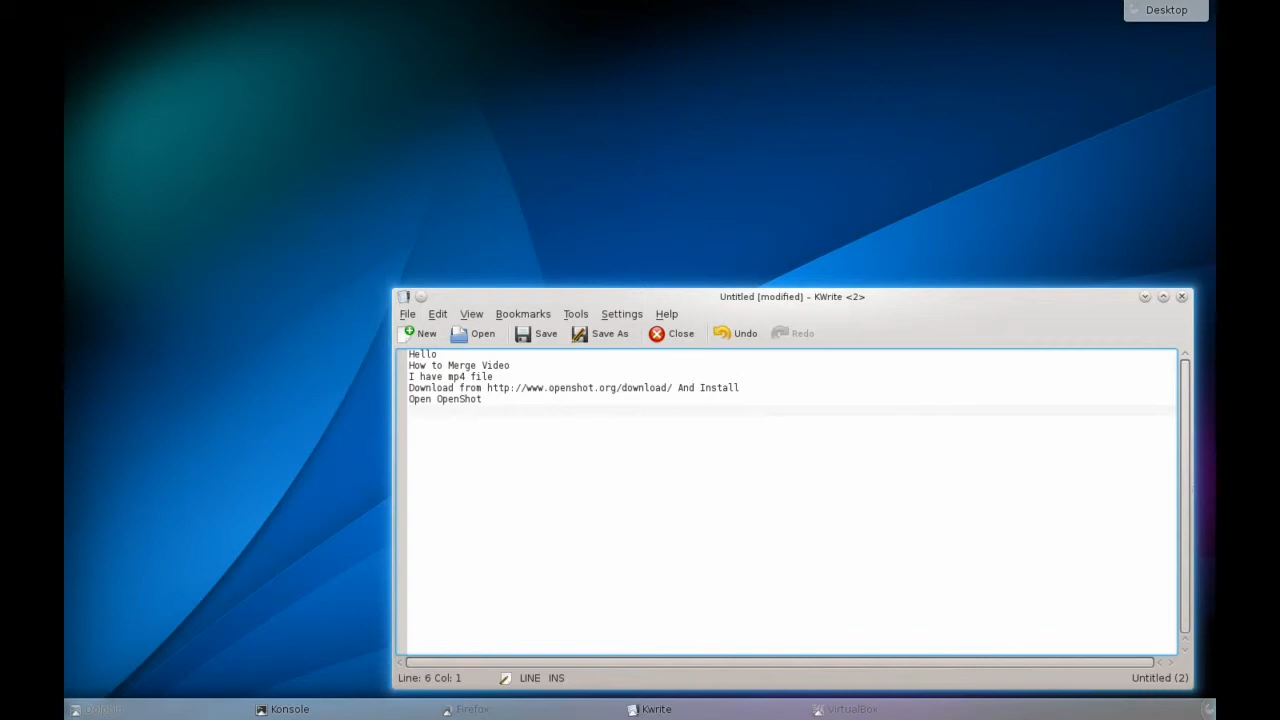 Desktop
Untitled [modified] - KWrite <2>
File Edit View Bookmarks Tools Settings Help
New Open Save Save As Close Undo Redo
Hello
How to Merge Video
I have mp4 file
Download from http://www.openshot.org/download/ And Install
Open OpenShot
Line: 6 Col: 1 LINE INS Untitled (2)
Dolphin Konsole Firefox Kwrite VirtualBox